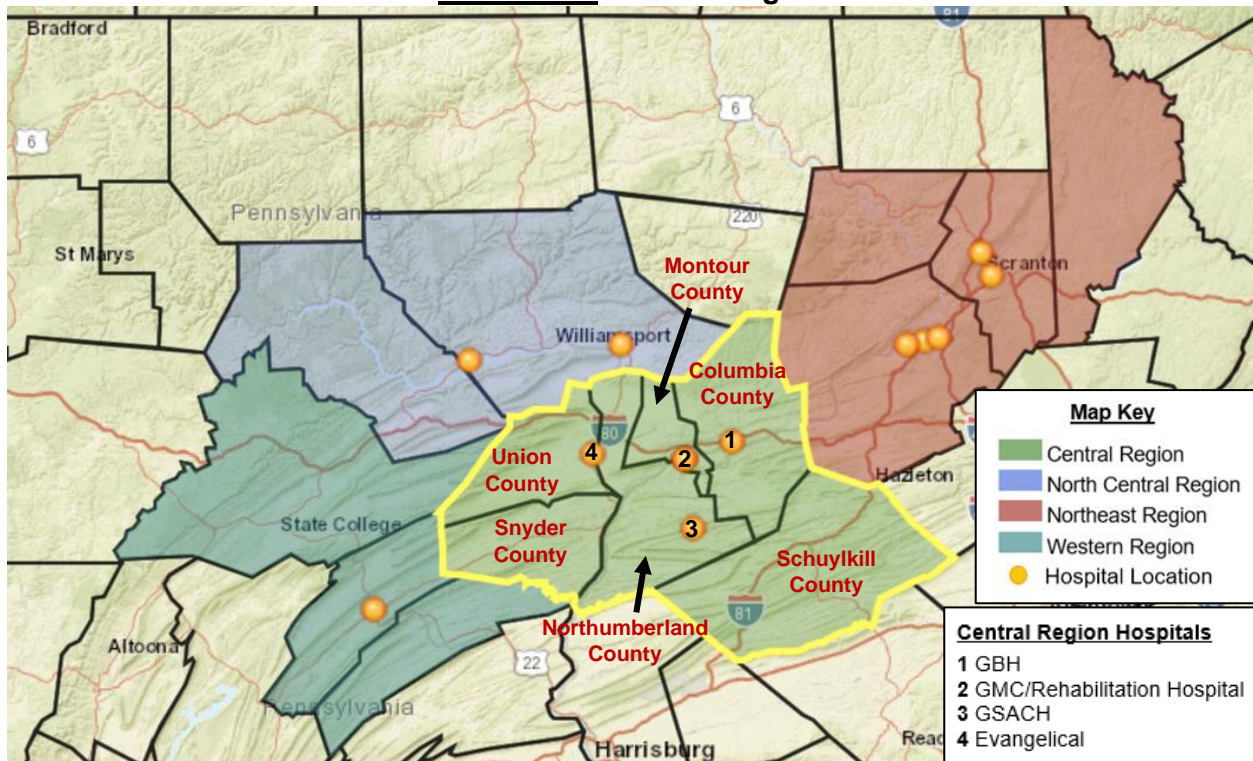 Bradford
81
6
6
Pennsylvania
220
St Marys
Scranton
Montour
County
Williamsport
Columbia
County
80
1
4
2
Union
County
Hazleton
State College
Snyder
County
3
Schuylkill
County
81
Northumberland
County
Altoona
22
Pennsylvania
Harrisburg
Map Key
Central Region
North Central Region
Northeast Region
Western Region
Hospital Location
Central Region Hospitals
1 GBH
2 GMC/Rehabilitation Hospital
3 GSACH
4 Evangelical